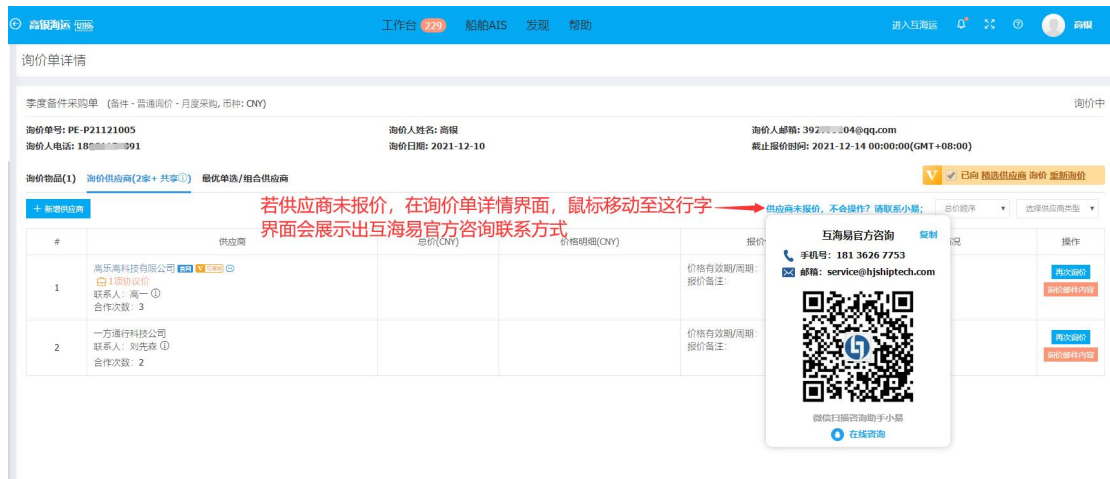 高银海运 切换
工作台 229 船舶AIS 发现 帮助
进入互海运
高银
询价单详情
季度备件采购单 (备件 - 普通询价 - 月度采购, 币种: CNY)
询价中
询价单号: PE-P21121005
询价人姓名: 高银
询价人邮箱: 392 04@qq.com
询价人电话: 18 891
询价日期: 2021-12-10
截止报价时间: 2021-12-14 00:00:00(GMT+08:00)
询价物品(1) 询价供应商(2家+ 共享) 最优单选/组合供应商
V 已向 精选供应商 询价 重新询价
+ 新增供应商
若供应商未报价，在询价单详情界面，鼠标移动至这行字
界面会展示出互海易官方咨询联系方式
供应商未报价，不会操作？请联系小易;
总价顺序
选择供应商类型
# 供应商 总价(CNY) 价格明细(CNY) 报价 况 操作
互海易官方咨询 复制
手机号: 181 3626 7753
邮箱: service@hjshiptech.com
微信扫描咨询助手小易
在线咨询
1
高乐高科技有限公司
1项协议价
联系人: 高一
合作次数: 3
价格有效期/周期:
报价备注:
再次询价
询价邮件内容
2
一方通行科技公司
联系人: 刘先森
合作次数: 2
价格有效期/周期:
报价备注:
再次询价
询价邮件内容